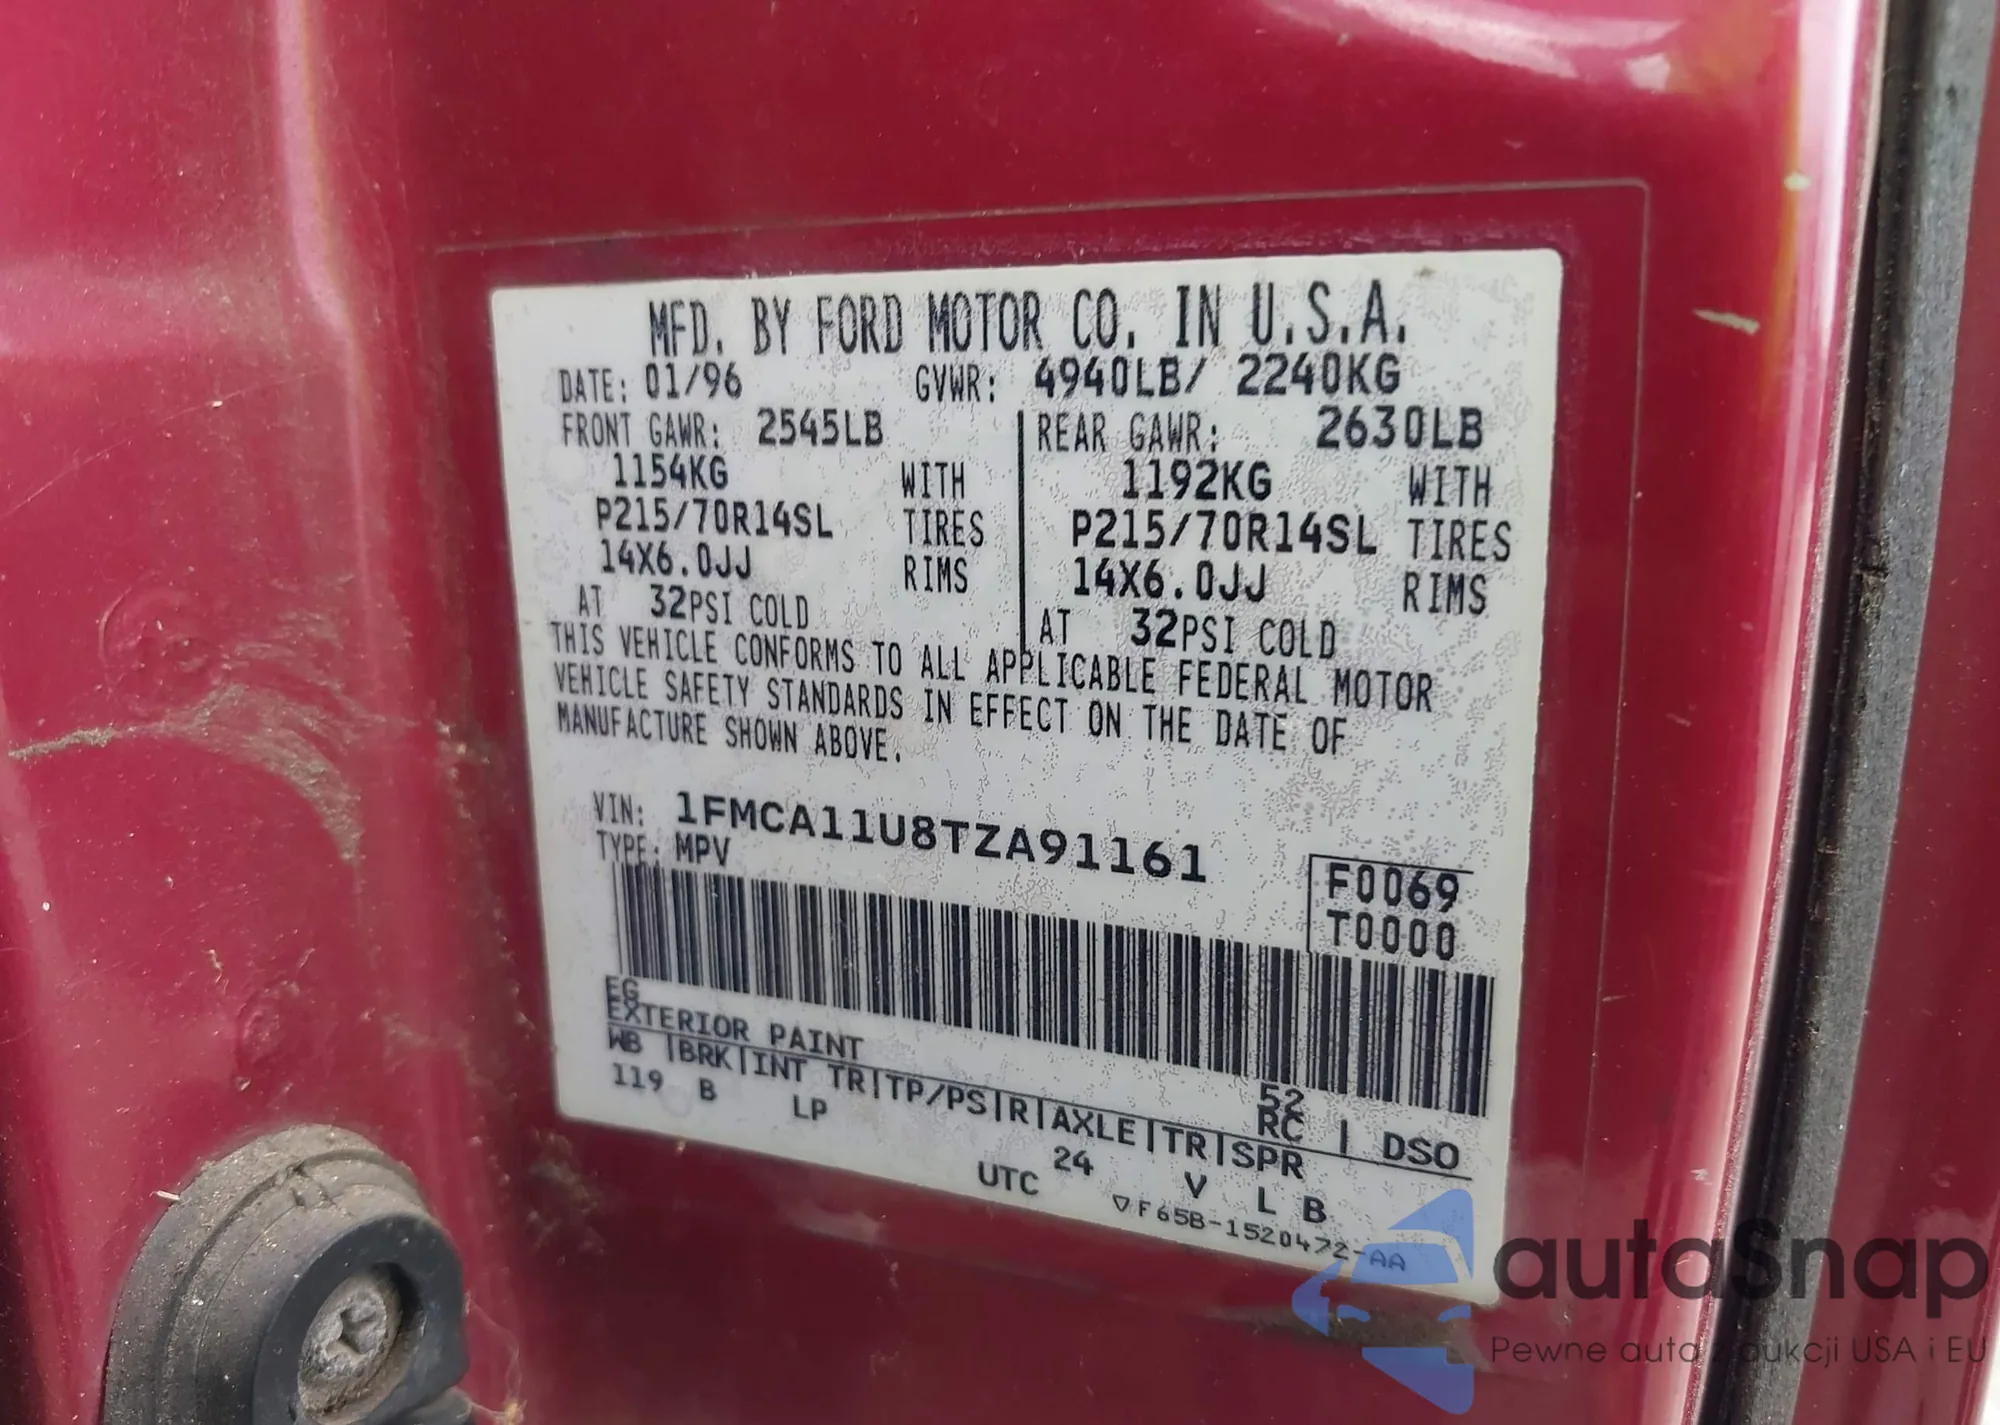 MFD. BY FORD MOTOR CO. IN U.S.A.
DATE: 01/96 GVWR: 4940LB/ 2240KG
FRONT GAWR: 2545LB REAR GAWR: 2630LB
1154KG WITH 1192KG WITH
P215/70R14SL TIRES P215/70R14SL TIRES
14X6.0JJ RIMS 14X6.0JJ RIMS
AT 32PSI COLD AT 32PSI COLD
THIS VEHICLE CONFORMS TO ALL APPLICABLE FEDERAL MOTOR
VEHICLE SAFETY STANDARDS IN EFFECT ON THE DATE OF
MANUFACTURE SHOWN ABOVE.
VIN: 1FMCA11U8TZA91161
TYPE: MPV
F0069
T0000
EG
EXTERIOR PAINT
52
RC | DSO
WB |BRK|INT TR|TP/PS|R|AXLE|TR|SPR
119 B LP UTC 24 V L B
▽F65B-1520472-AA
autoSnap
Pewne auta z aukcji USA i EU